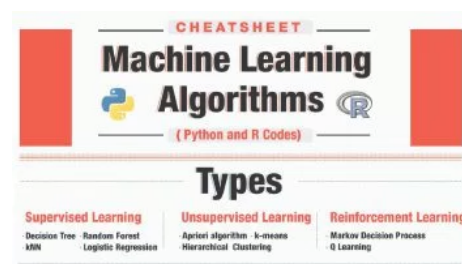 CHEATSHEET
Machine Learning
Algorithms
( Python and R Codes)
Types
Supervised Learning
· Decision Tree · Random Forest
· kNN · Logistic Regression
Unsupervised Learning
· Apriori algorithm · k-means
· Hierarchical Clustering
Reinforcement Learning
· Markov Decision Process
· Q Learning